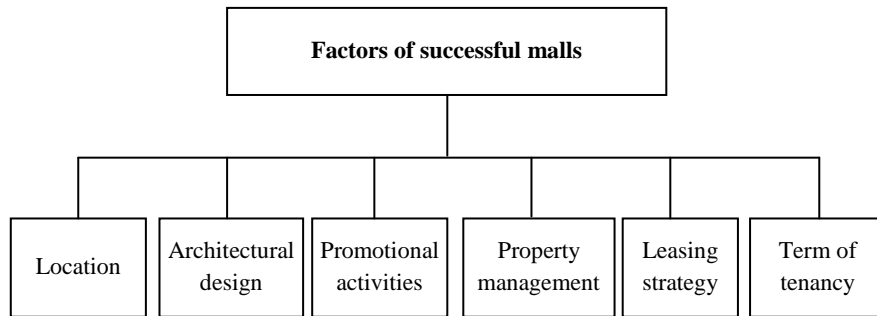 Factors of successful malls
Location
Architectural
design
Promotional
activities
Property
management
Leasing
strategy
Term of
tenancy